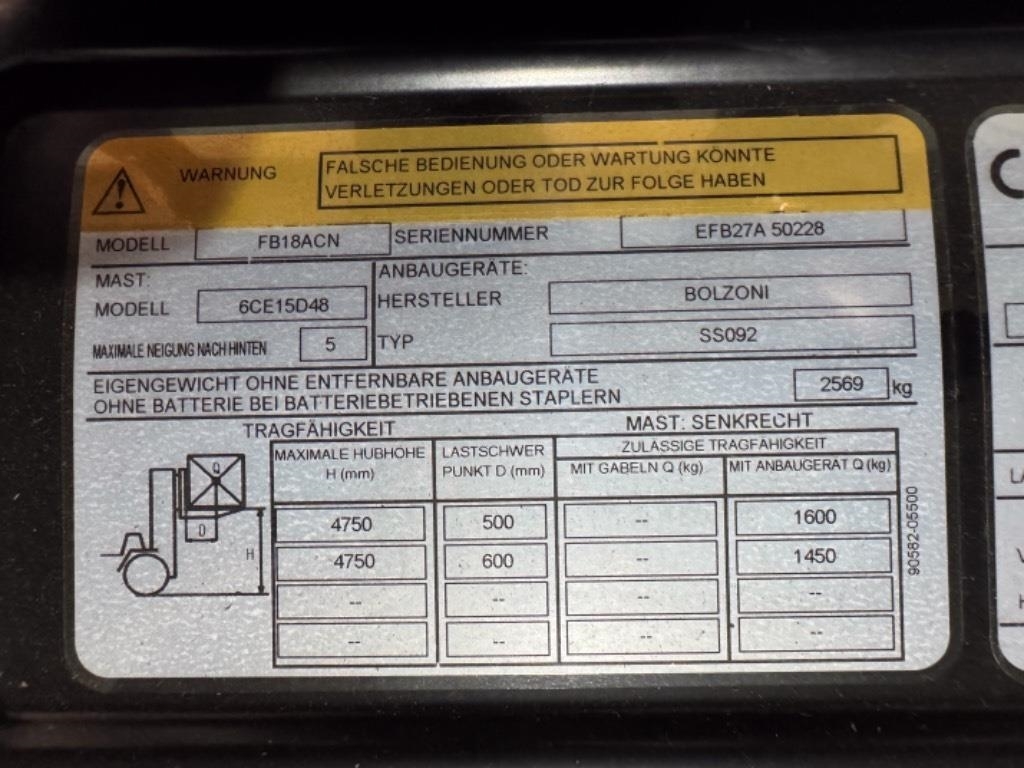 WARNUNG
FALSCHE BEDIENUNG ODER WARTUNG KÖNNTE
VERLETZUNGEN ODER TOD ZUR FOLGE HABEN
MODELL FB18ACN SERIENNUMMER EFB27A 50228
MAST:
MODELL 6CE15D48
MAXIMALE NEIGUNG NACH HINTEN 5
ANBAUGERÄTE:
HERSTELLER BOLZONI
TYP SS092
EIGENGEWICHT OHNE ENTFERNBARE ANBAUGERÄTE
OHNE BATTERIE BEI BATTERIEBETRIEBENEN STAPLERN
2569 kg
TRAGFÄHIGKEIT MAST: SENKRECHT
MAXIMALE HUBHÖHE
H (mm)
LASTSCHWER
PUNKT D (mm)
ZULÄSSIGE TRAGFÄHIGKEIT
MIT GABELN Q (kg) MIT ANBAUGERAT Q (kg)
4750 500 -- 1600
4750 600 -- 1450
-- -- -- --
-- -- -- --
Q
D
H
90582-05500